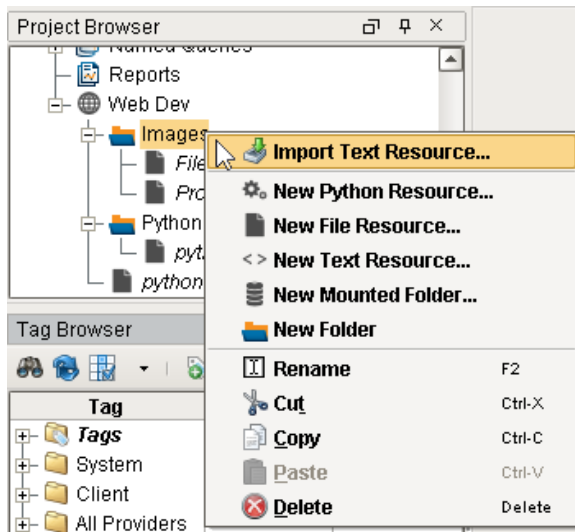 Project Browser
Named Queries
Reports
Web Dev
Images
File
Pro
Python
pyt
python
Import Text Resource...
New Python Resource...
New File Resource...
New Text Resource...
New Mounted Folder...
New Folder
Rename F2
Cut Ctrl-X
Copy Ctrl-C
Paste Ctrl-V
Delete Delete
Tag Browser
Tag
Tags
System
Client
All Providers